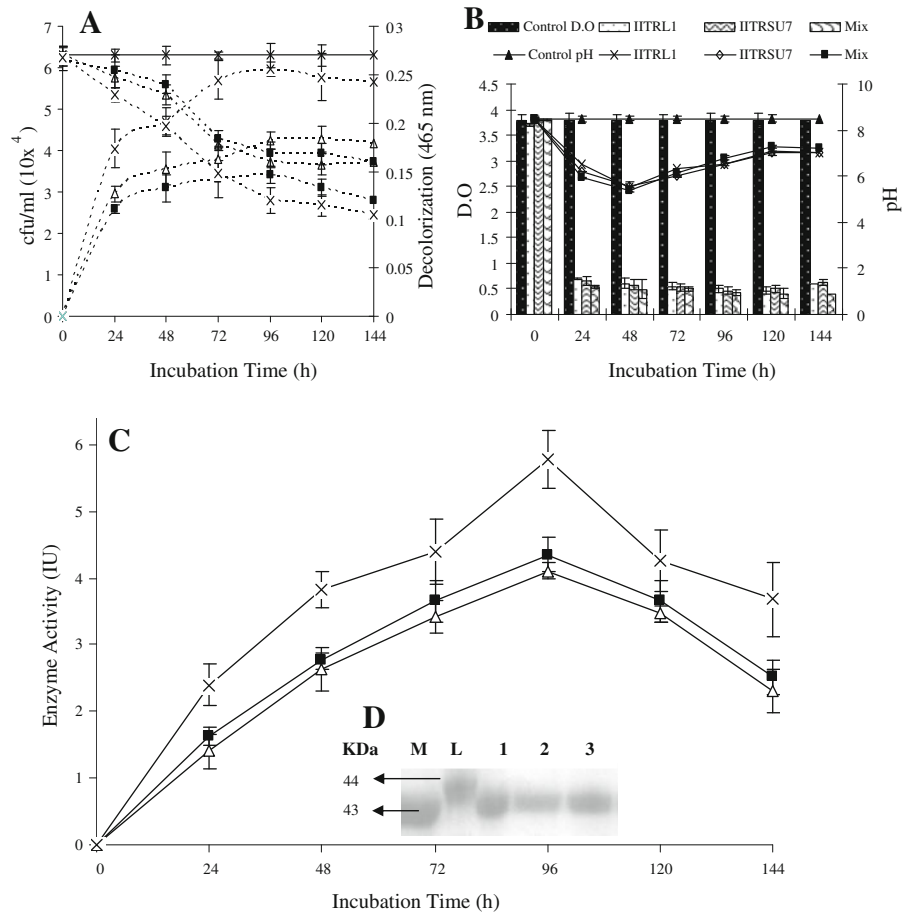 A
7
6
5
4
3
2
1
0
cfu/ml (10x 4)
03
0.25
0.2
0.15
0.1
0.05
0
Decolorization (465 nm)
0 24 48 72 96 120 144
Incubation Time (h)
B
Control D.O IITRL1 IITRSU7 Mix
Control pH IITRL1 IITRSU7 Mix
4.5
4
3.5
3
2.5
2
1.5
1
0.5
0
D.O
10
8
6
4
2
0
pH
0 24 48 72 96 120 144
Incubation Time (h)
C
6
5
4
3
2
1
0
Enzyme Activity (IU)
0 24 48 72 96 120 144
Incubation Time (h)
D
KDa M L 1 2 3
44
43